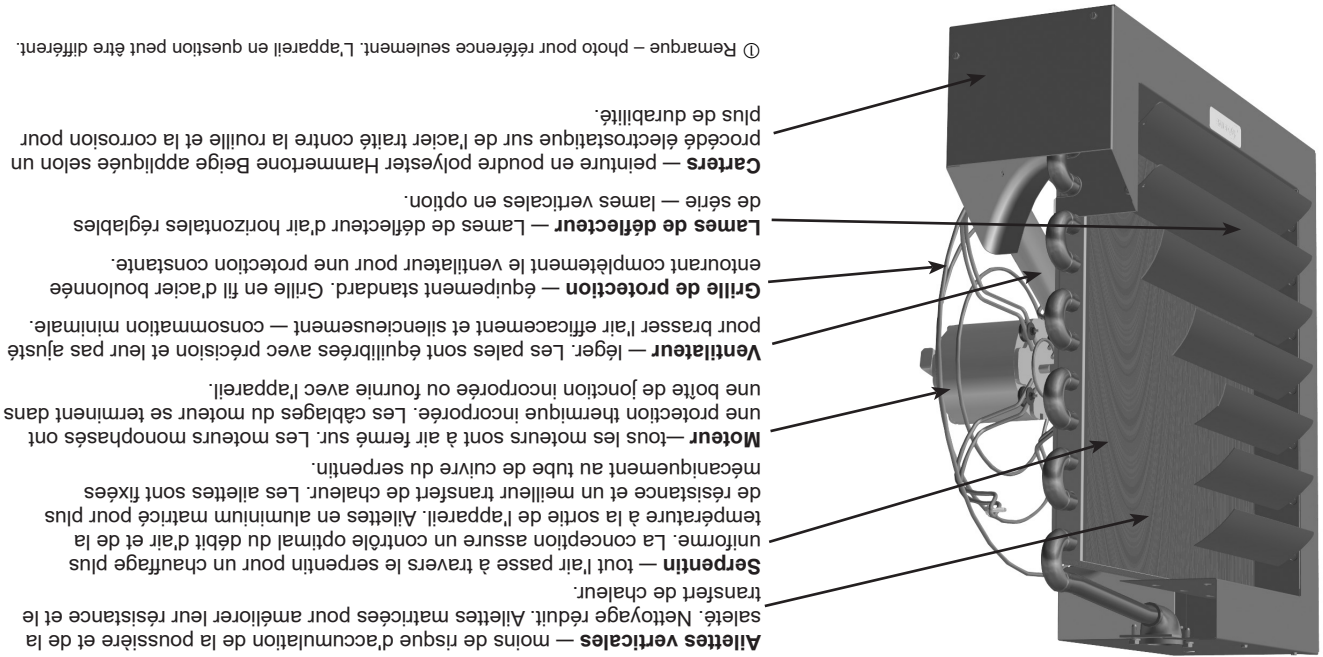 Ailettes verticales — moins de risque d'accumulation de la poussière et de la
saleté. Nettoyage réduit. Ailettes matricées pour améliorer leur résistance et le
transfert de chaleur.
Serpentin — tout l'air passe à travers le serpentin pour un chauffage plus
uniforme. La conception assure un contrôle optimal du débit d'air et de la
température à la sortie de l'appareil. Ailettes en aluminium matricé pour plus
de résistance et un meilleur transfert de chaleur. Les ailettes sont fixées
mécaniquement au tube de cuivre du serpentin.
Moteur —tous les moteurs sont à air fermé sur. Les moteurs monophasés ont
une protection thermique incorporée. Les câblages du moteur se terminent dans
une boîte de jonction incorporée ou fournie avec l'appareil.
Ventilateur — léger. Les pales sont équilibrées avec précision et leur pas ajusté
pour brasser l'air efficacement et silencieusement — consommation minimale.
Grille de protection — équipement standard. Grille en fil d'acier boulonnée
entourant complètement le ventilateur pour une protection constante.
Lames de déflecteur — Lames de déflecteur d'air horizontales réglables
de série — lames verticales en option.
Carters — peinture en poudre polyester Hammertone Beige appliquée selon un
procédé électrostatique sur de l'acier traité contre la rouille et la corrosion pour
plus de durabilité.
① Remarque – photo pour référence seulement. L'appareil en question peut être différent.